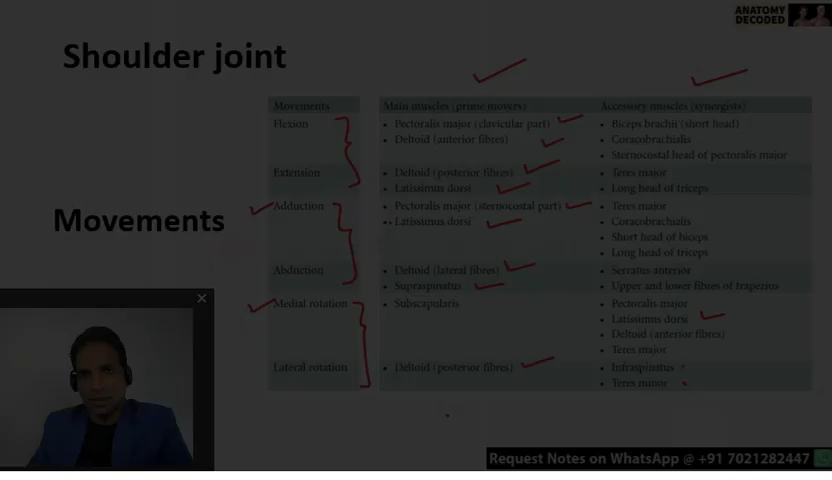 ANATOMY
DECODED
Shoulder joint
Movements
Movements Main muscles (prime movers) Accessory muscles (synergists)
Flexion • Pectoralis major (clavicular part) • Biceps brachii (short head)
• Deltoid (anterior fibres) • Coracobrachialis
• Sternocostal head of pectoralis major
Extension • Deltoid (posterior fibres) • Teres major
• Latissimus dorsi • Long head of triceps
Adduction • Pectoralis major (sternocostal part) • Teres major
• Latissimus dorsi • Coracobrachialis
• Short head of biceps
• Long head of triceps
Abduction • Deltoid (lateral fibres) • Serratus anterior
• Supraspinatus • Upper and lower fibres of trapezius
Medial rotation • Subscapularis • Pectoralis major
• Latissimus dorsi
• Deltoid (anterior fibres)
• Teres major
Lateral rotation • Deltoid (posterior fibres) • Infraspinatus
• Teres minor
Request Notes on WhatsApp @ +91 7021282447